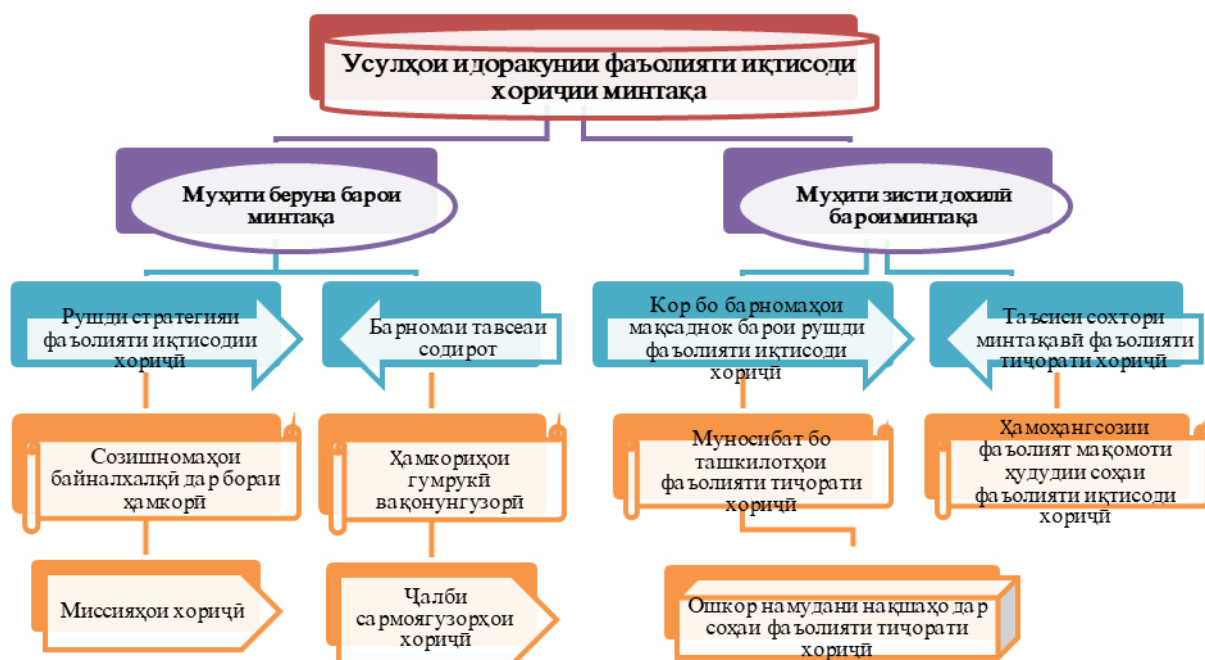 Усулҳои идоракунии фаъолияти иқтисоди
хориҷии минтақа
Муҳити беруна барои
минтақа
Муҳити зисти дохилӣ
барои минтақа
Рушди стратегияи
фаъолияти иқтисодии
хориҷӣ
Барномаи тавсеаи
содирот
Кор бо барномаҳои
мақсаднок барои рушди
фаъолияти иқтисоди
хориҷӣ
Таъсиси сохтори
минтақавӣ фаъолияти
тиҷорати хориҷӣ
Созишномаҳои
байналхалқӣ дар бораи
ҳамкорӣ
Ҳамкориҳои
гумрукӣ
вақонунгузорӣ
Муносибат бо
ташкилотҳои
фаъолияти тиҷорати
хориҷӣ
Ҳамоҳангсозии
фаъолият мақомоти
ҳудудии соҳаи
фаъолияти иқтисоди
хориҷӣ
Миссияҳои хориҷӣ
Ҷалби
сармоягузорҳои
хориҷӣ
Ошкор намудани нақшаҳо дар
соҳаи фаъолияти тиҷорати
хориҷӣ